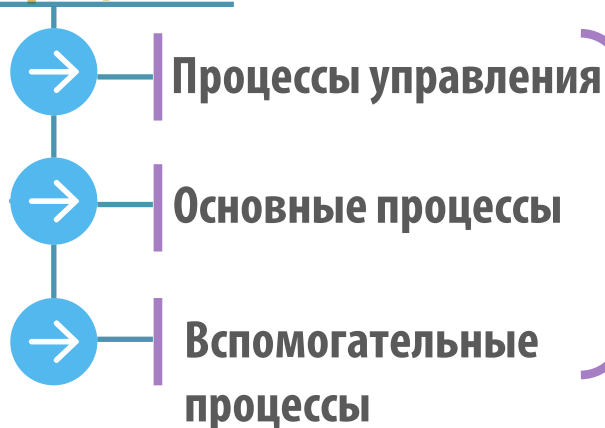 Процессы управления
Основные процессы
Вспомогательные
процессы